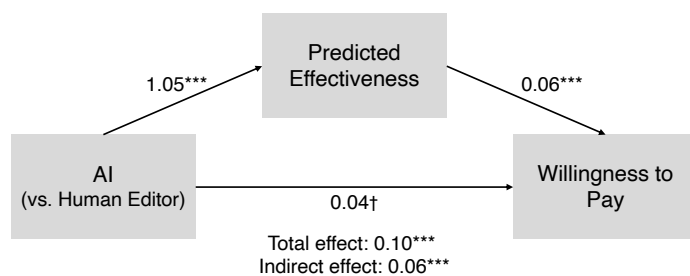 Predicted
Effectiveness
1.05***
0.06***
AI
(vs. Human Editor)
Willingness to
Pay
0.04†
Total effect: 0.10***
Indirect effect: 0.06***